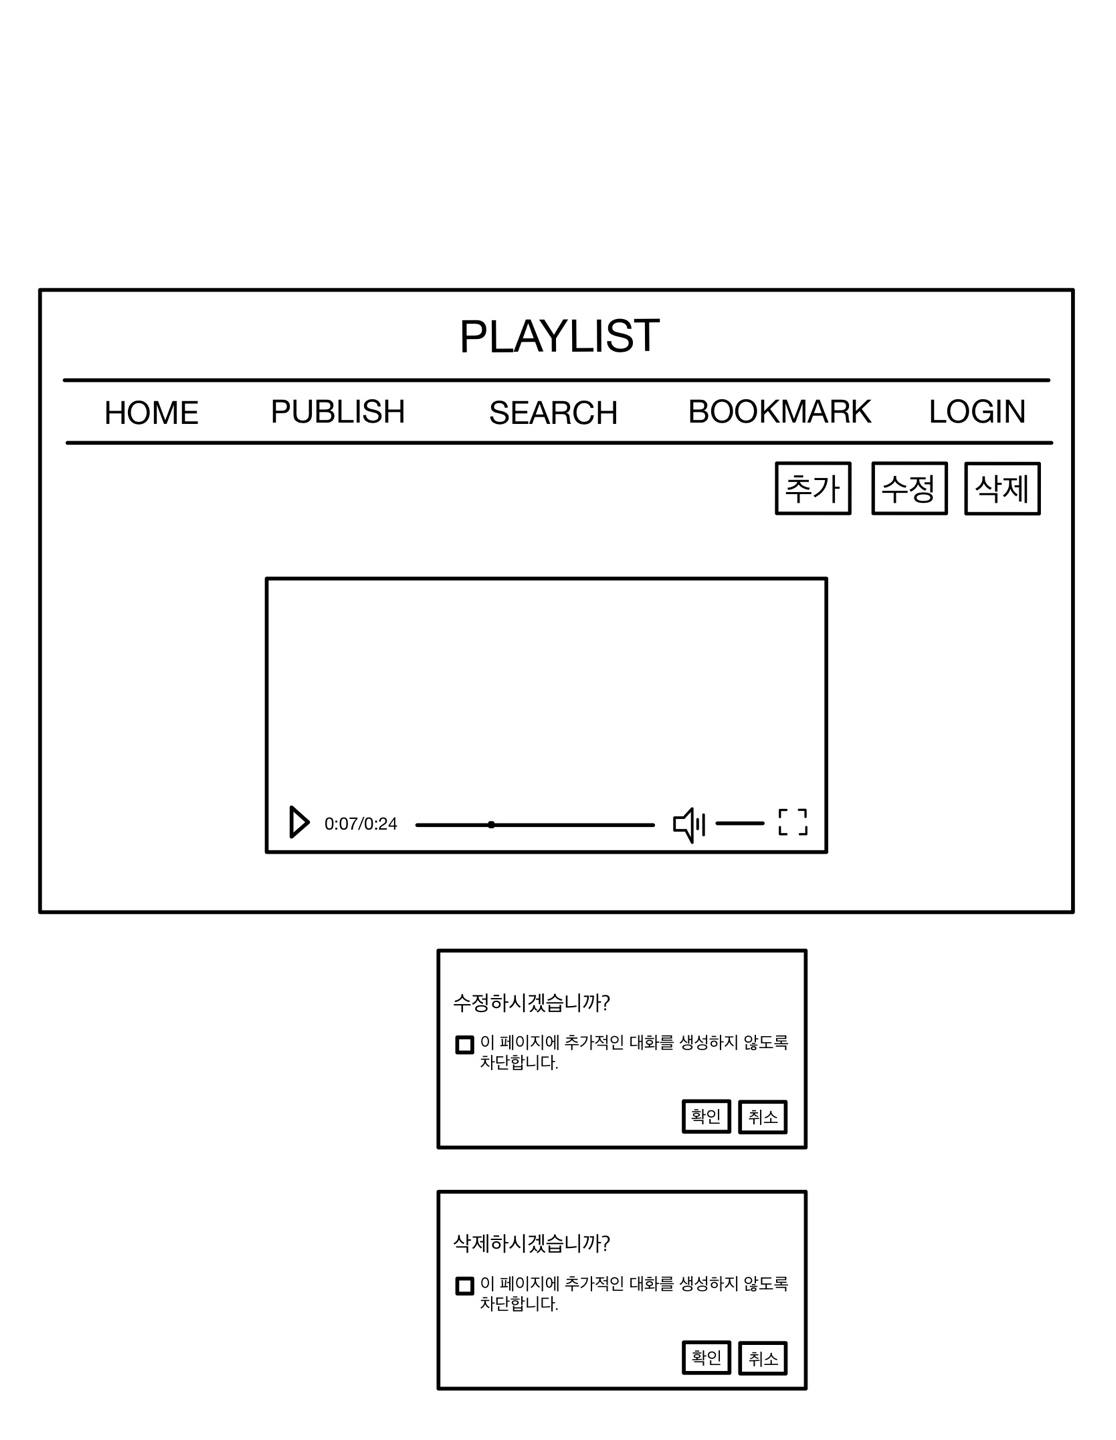 PLAYLIST
HOME PUBLISH SEARCH BOOKMARK LOGIN
추가 수정 삭제
0:07/0:24
수정하시겠습니까?
이 페이지에 추가적인 대화를 생성하지 않도록
차단합니다.
확인 취소
삭제하시겠습니까?
이 페이지에 추가적인 대화를 생성하지 않도록
차단합니다.
확인 취소